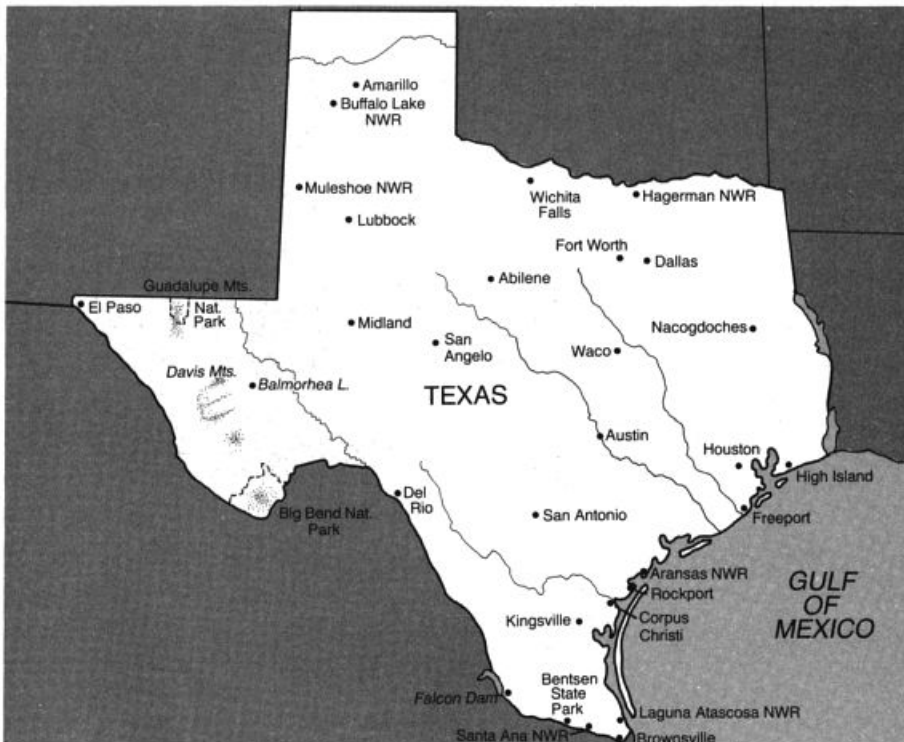 Amarillo
Buffalo Lake
NWR
Muleshoe NWR
Wichita
Falls
Hagerman NWR
Lubbock
Fort Worth
Dallas
Abilene
Guadalupe Mts.
Nat.
Park
El Paso
Midland
San
Angelo
Nacogdoches
Waco
Davis Mts.
Balmorhea L.
TEXAS
Austin
Houston
High Island
Del
Rio
Big Bend Nat.
Park
San Antonio
Freeport
Aransas NWR
Rockport
Corpus
Christi
GULF
OF
MEXICO
Kingsville
Bentsen
State
Park
Falcon Dam
Laguna Atascosa NWR
Santa Ana NWR
Brownsville